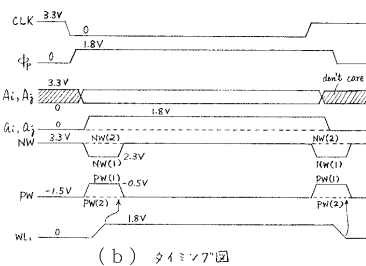 CLK 3.3V 0
φp 1.8V
don't care
Ai, Aj 3.3V 0
ai, aj 1.8V 0
NW 3.3V NW(2) NW(2)
NW(1) 2.3V NW(1)
PW(1) -0.5V PW(1)
PW -1.5V
PW(2) PW(2)
WL1 0 1.8V
(b) タイミング図